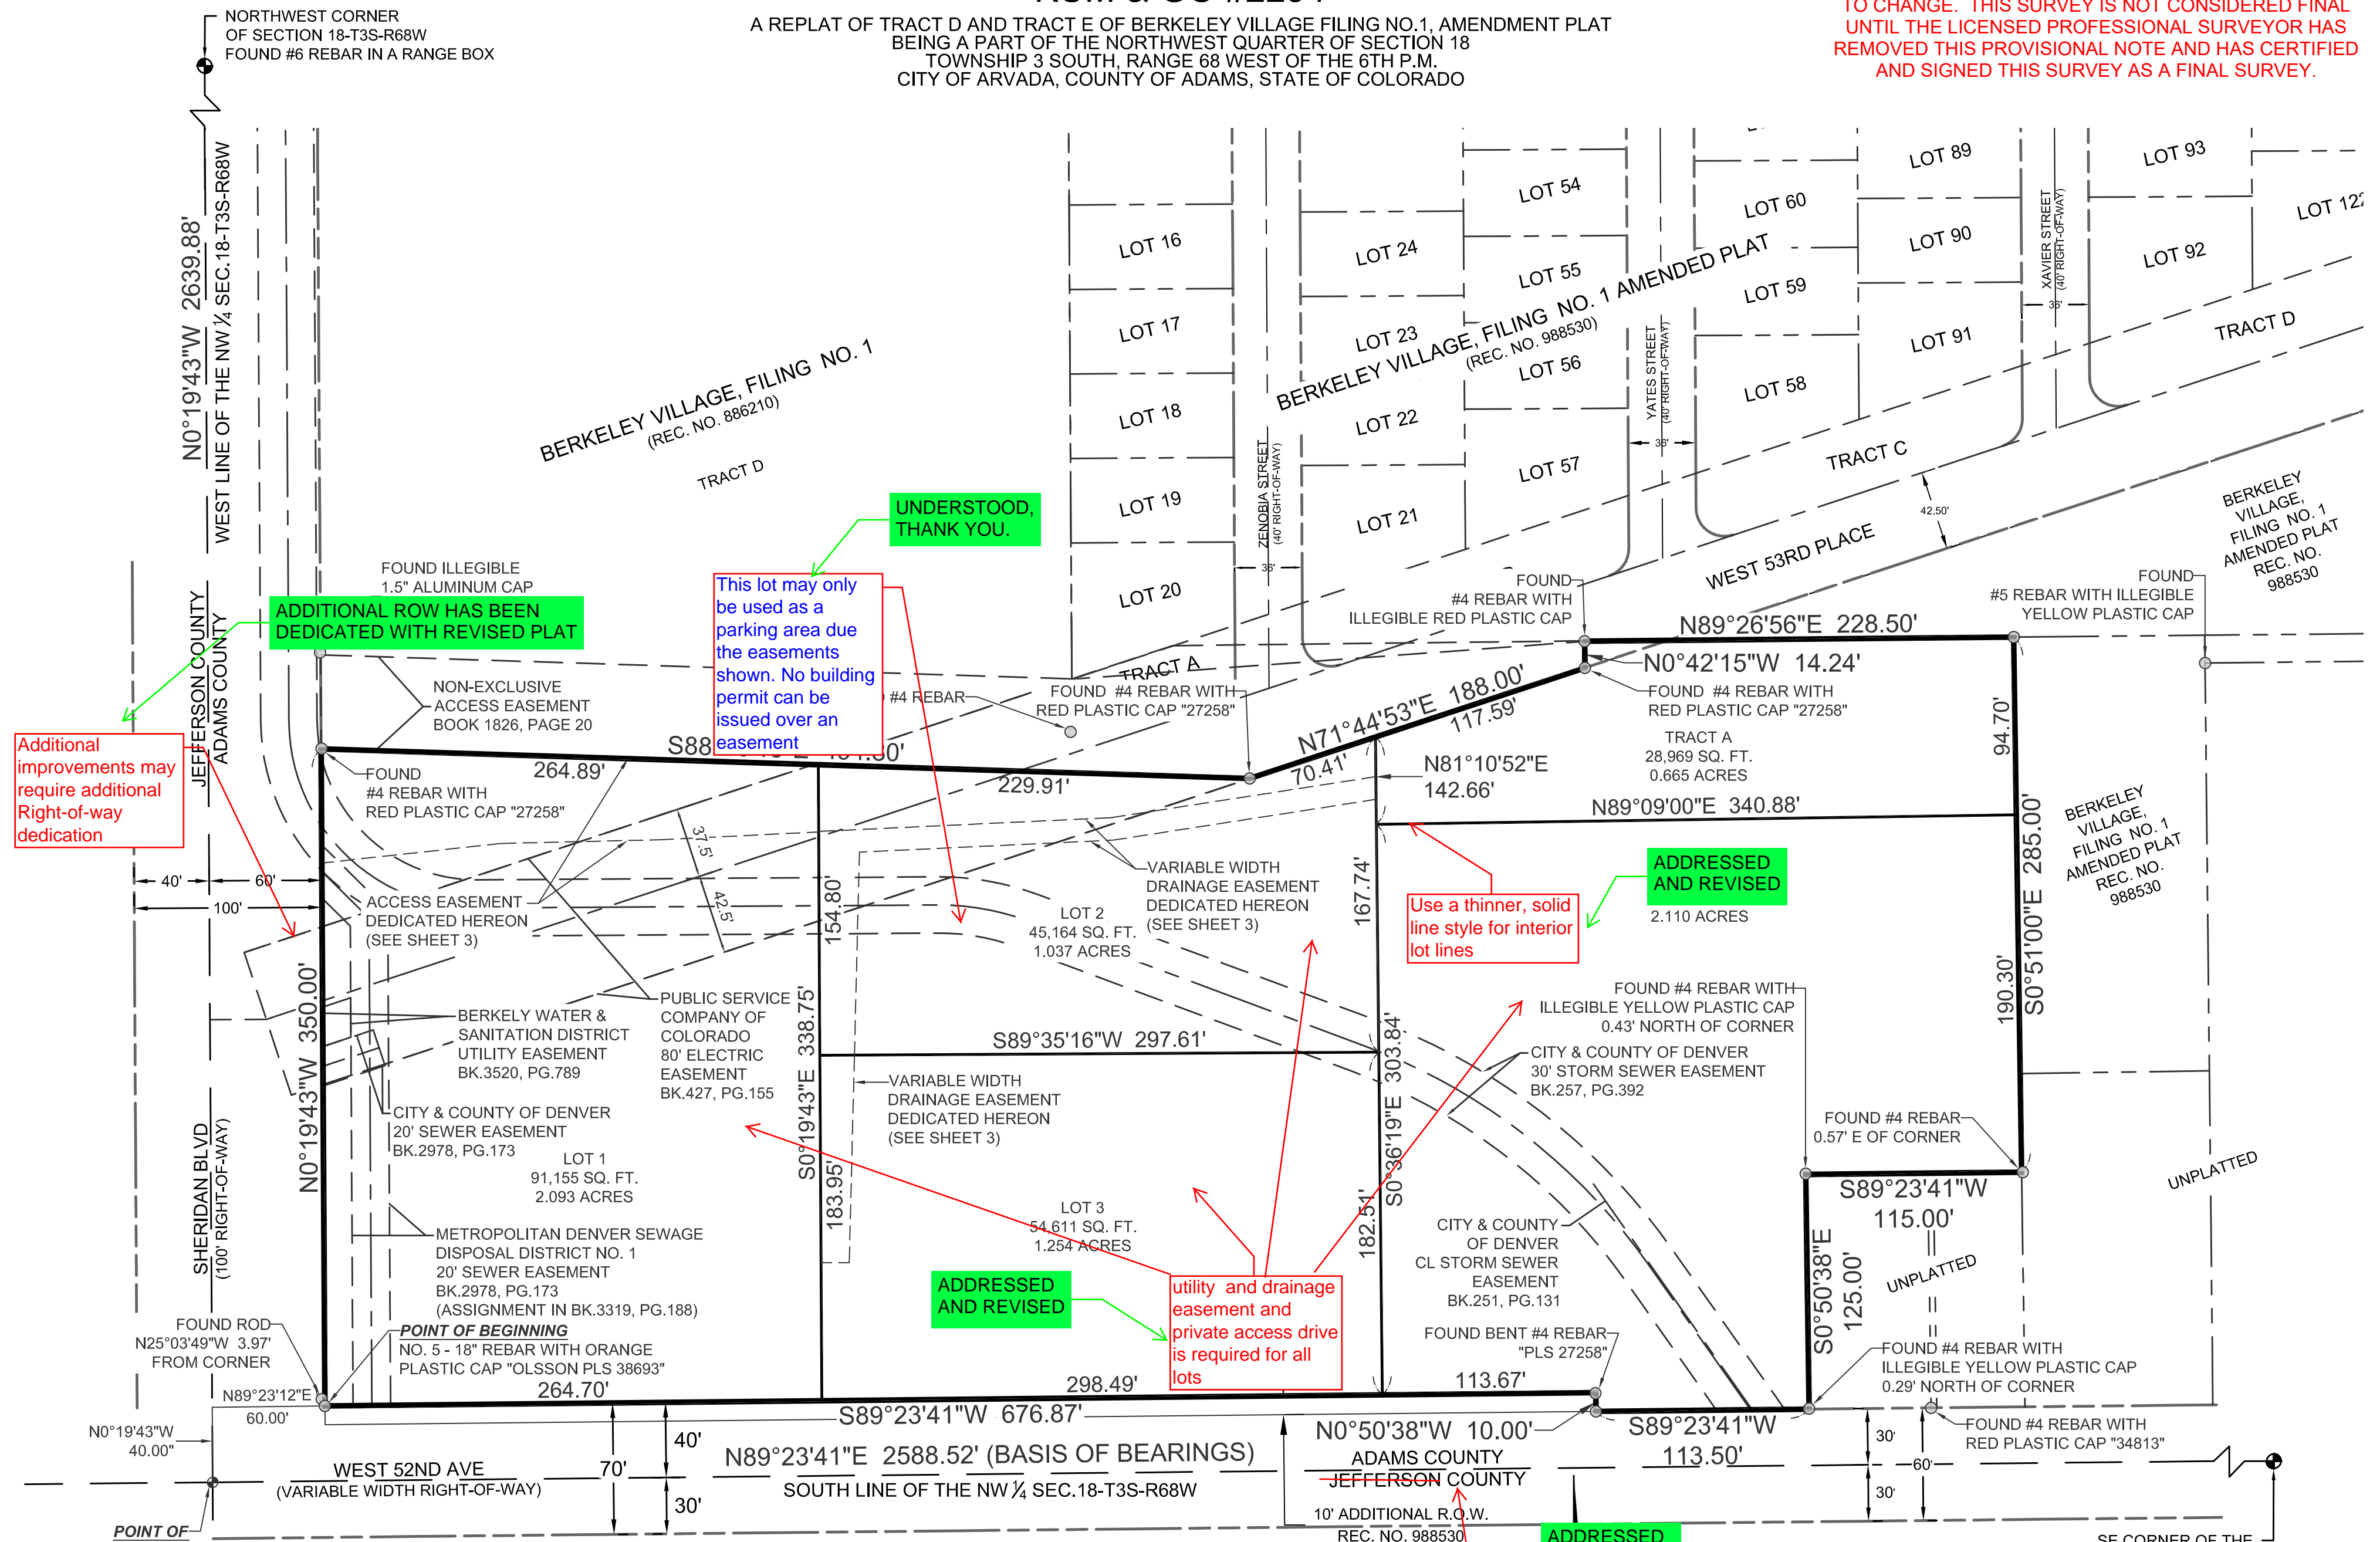 A REPLAT OF TRACT D AND TRACT E OF BERKELEY VILLAGE FILING NO.1, AMENDMENT PLAT
BEING A PART OF THE NORTHWEST QUARTER OF SECTION 18
TOWNSHIP 3 SOUTH, RANGE 68 WEST OF THE 6TH P.M.
CITY OF ARVADA, COUNTY OF ADAMS, STATE OF COLORADO
TO CHANGE. THIS SURVEY IS NOT CONSIDERED FINAL
UNTIL THE LICENSED PROFESSIONAL SURVEYOR HAS
REMOVED THIS PROVISIONAL NOTE AND HAS CERTIFIED
AND SIGNED THIS SURVEY AS A FINAL SURVEY.
NORTHWEST CORNER
OF SECTION 18-T3S-R68W
FOUND #6 REBAR IN A RANGE BOX
N0°19'43"W 2639.88'
WEST LINE OF THE NW ¼ SEC.18-T3S-R68W
JEFFERSON COUNTY
ADAMS COUNTY
BERKELEY VILLAGE, FILING NO. 1
(REC. NO. 886210)
TRACT D
BERKELEY VILLAGE, FILING NO. 1 AMENDED PLAT
(REC. NO. 988530)
LOT 16
LOT 17
LOT 18
LOT 19
LOT 20
LOT 24
LOT 23
LOT 22
LOT 21
LOT 54
LOT 55
LOT 56
LOT 57
LOT 60
LOT 59
LOT 58
LOT 89
LOT 90
LOT 91
LOT 93
LOT 92
LOT 122
ZENOBIA STREET
(40' RIGHT-OF-WAY)
36'
YATES STREET
(40' RIGHT-OF-WAY)
36'
XAVIER STREET
(40' RIGHT-OF-WAY)
36'
TRACT D
TRACT C
TRACT A
WEST 53RD PLACE
42.50'
BERKELEY
VILLAGE,
FILING NO. 1
AMENDED PLAT
REC. NO.
988530
FOUND
#5 REBAR WITH ILLEGIBLE
YELLOW PLASTIC CAP
FOUND
#4 REBAR WITH
ILLEGIBLE RED PLASTIC CAP
UNDERSTOOD,
THANK YOU.
This lot may only
be used as a
parking area due
the easements
shown. No building
permit can be
issued over an
easement
FOUND ILLEGIBLE
1.5" ALUMINUM CAP
ADDITIONAL ROW HAS BEEN
DEDICATED WITH REVISED PLAT
NON-EXCLUSIVE
ACCESS EASEMENT
BOOK 1826, PAGE 20
#4 REBAR
FOUND #4 REBAR WITH
RED PLASTIC CAP "27258"
N89°26'56"E 228.50'
N0°42'15"W 14.24'
FOUND #4 REBAR WITH
RED PLASTIC CAP "27258"
TRACT A
28,969 SQ. FT.
0.665 ACRES
N71°44'53"E 188.00'
117.59'
70.41'
94.70'
Additional
improvements may
require additional
Right-of-way
dedication
FOUND
#4 REBAR WITH
RED PLASTIC CAP "27258"
S88
264.89'
229.91'
N81°10'52"E
142.66'
N89°09'00"E 340.88'
S0°51'00"E 285.00'
190.30'
BERKELEY
VILLAGE,
FILING NO. 1
AMENDED PLAT
REC. NO.
988530
40'
60'
100'
37.5'
42.5'
ACCESS EASEMENT
DEDICATED HEREON
(SEE SHEET 3)
154.80'
VARIABLE WIDTH
DRAINAGE EASEMENT
DEDICATED HEREON
(SEE SHEET 3)
LOT 2
45,164 SQ. FT.
1.037 ACRES
167.74'
ADDRESSED
AND REVISED
2.110 ACRES
Use a thinner, solid
line style for interior
lot lines
N0°19'43"W 350.00'
BERKELY WATER &
SANITATION DISTRICT
UTILITY EASEMENT
BK.3520, PG.789
PUBLIC SERVICE
COMPANY OF
COLORADO
80' ELECTRIC
EASEMENT
BK.427, PG.155
S0°19'43"E 338.75'
S89°35'16"W 297.61'
S0°36'19"E 303.84'
FOUND #4 REBAR WITH
ILLEGIBLE YELLOW PLASTIC CAP
0.43' NORTH OF CORNER
CITY & COUNTY OF DENVER
30' STORM SEWER EASEMENT
BK.257, PG.392
VARIABLE WIDTH
DRAINAGE EASEMENT
DEDICATED HEREON
(SEE SHEET 3)
CITY & COUNTY OF DENVER
20' SEWER EASEMENT
BK.2978, PG.173
LOT 1
91,155 SQ. FT.
2.093 ACRES
183.95'
LOT 3
54,611 SQ. FT.
1.254 ACRES
182.51'
SHERIDAN BLVD
(100' RIGHT-OF-WAY)
METROPOLITAN DENVER SEWAGE
DISPOSAL DISTRICT NO. 1
20' SEWER EASEMENT
BK.2978, PG.173
(ASSIGNMENT IN BK.3319, PG.188)
FOUND #4 REBAR
0.57' E OF CORNER
S89°23'41"W
115.00'
UNPLATTED
UNPLATTED
CITY & COUNTY
OF DENVER
CL STORM SEWER
EASEMENT
BK.251, PG.131
S0°50'38"E
125.00'
ADDRESSED
AND REVISED
utility and drainage
easement and
private access drive
is required for all
lots
FOUND ROD
N25°03'49"W 3.97'
FROM CORNER
POINT OF BEGINNING
NO. 5 - 18" REBAR WITH ORANGE
PLASTIC CAP "OLSSON PLS 38693"
FOUND BENT #4 REBAR
"PLS 27258"
FOUND #4 REBAR WITH
ILLEGIBLE YELLOW PLASTIC CAP
0.29' NORTH OF CORNER
N89°23'12"E
60.00'
264.70'
298.49'
113.67'
S89°23'41"W 676.87'
N0°50'38"W 10.00'
S89°23'41"W
113.50'
FOUND #4 REBAR WITH
RED PLASTIC CAP "34813"
N0°19'43"W
40.00"
40'
70'
30'
N89°23'41"E 2588.52' (BASIS OF BEARINGS)
SOUTH LINE OF THE NW ¼ SEC.18-T3S-R68W
WEST 52ND AVE
(VARIABLE WIDTH RIGHT-OF-WAY)
ADAMS COUNTY
JEFFERSON COUNTY
30'
60'
30'
10' ADDITIONAL R.O.W.
REC. NO. 988530
ADDRESSED
POINT OF
SE CORNER OF THE